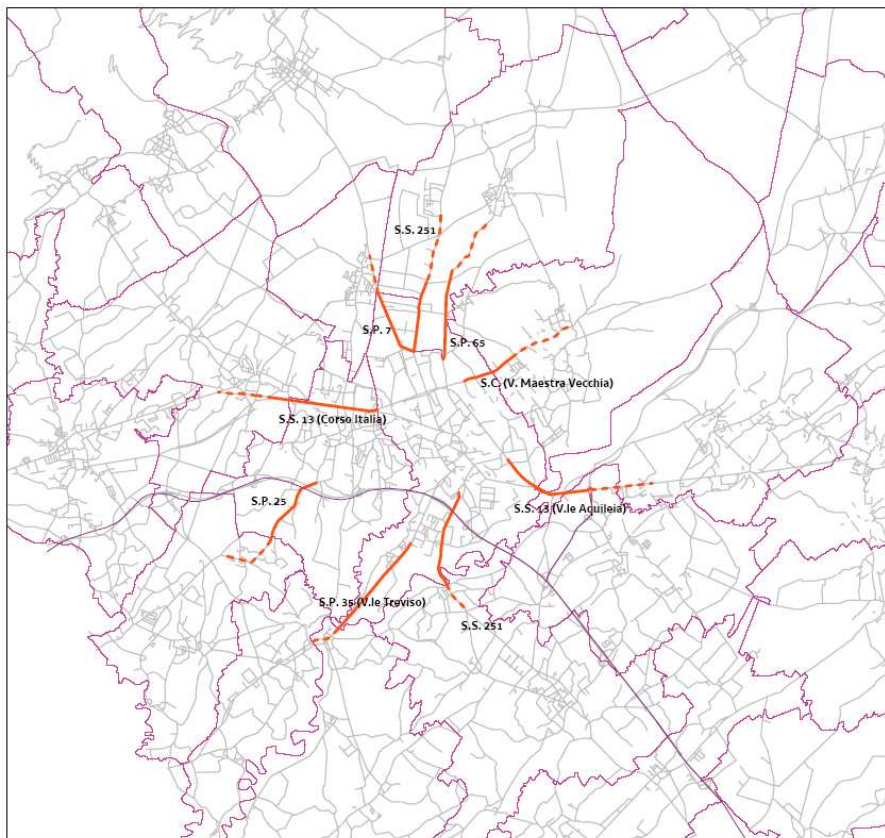 S.S. 251
S.P. 7
S.P. 65
S.C. (V. Maestra Vecchia)
S.S. 13 (Corso Italia)
S.P. 25
S.S. 13 (V.le Aquileia)
S.P. 35 (V.le Treviso)
S.S. 251